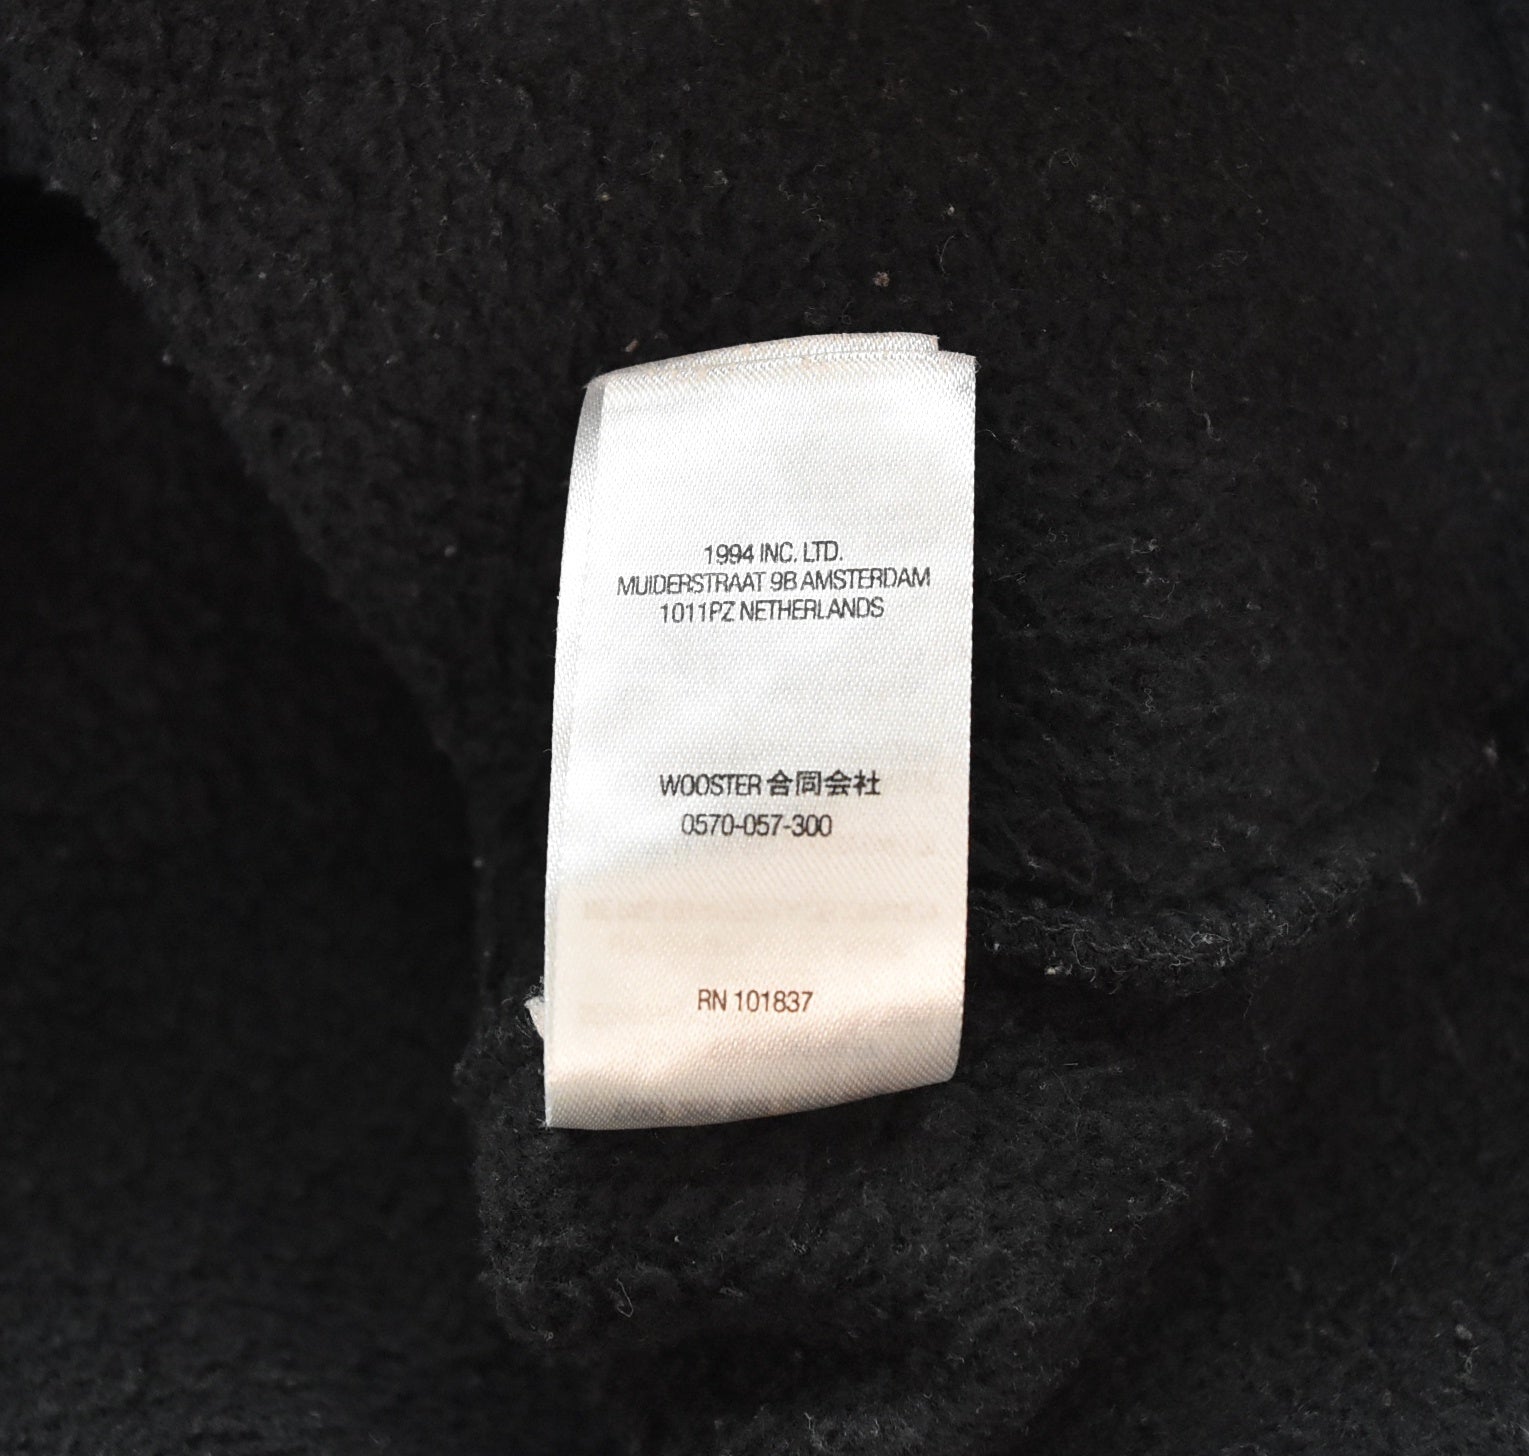 1994 INC. LTD.
MUIDERSTRAAT 9B AMSTERDAM
1011PZ NETHERLANDS
WOOSTER 合同会社
0570-057-300
RN 101837